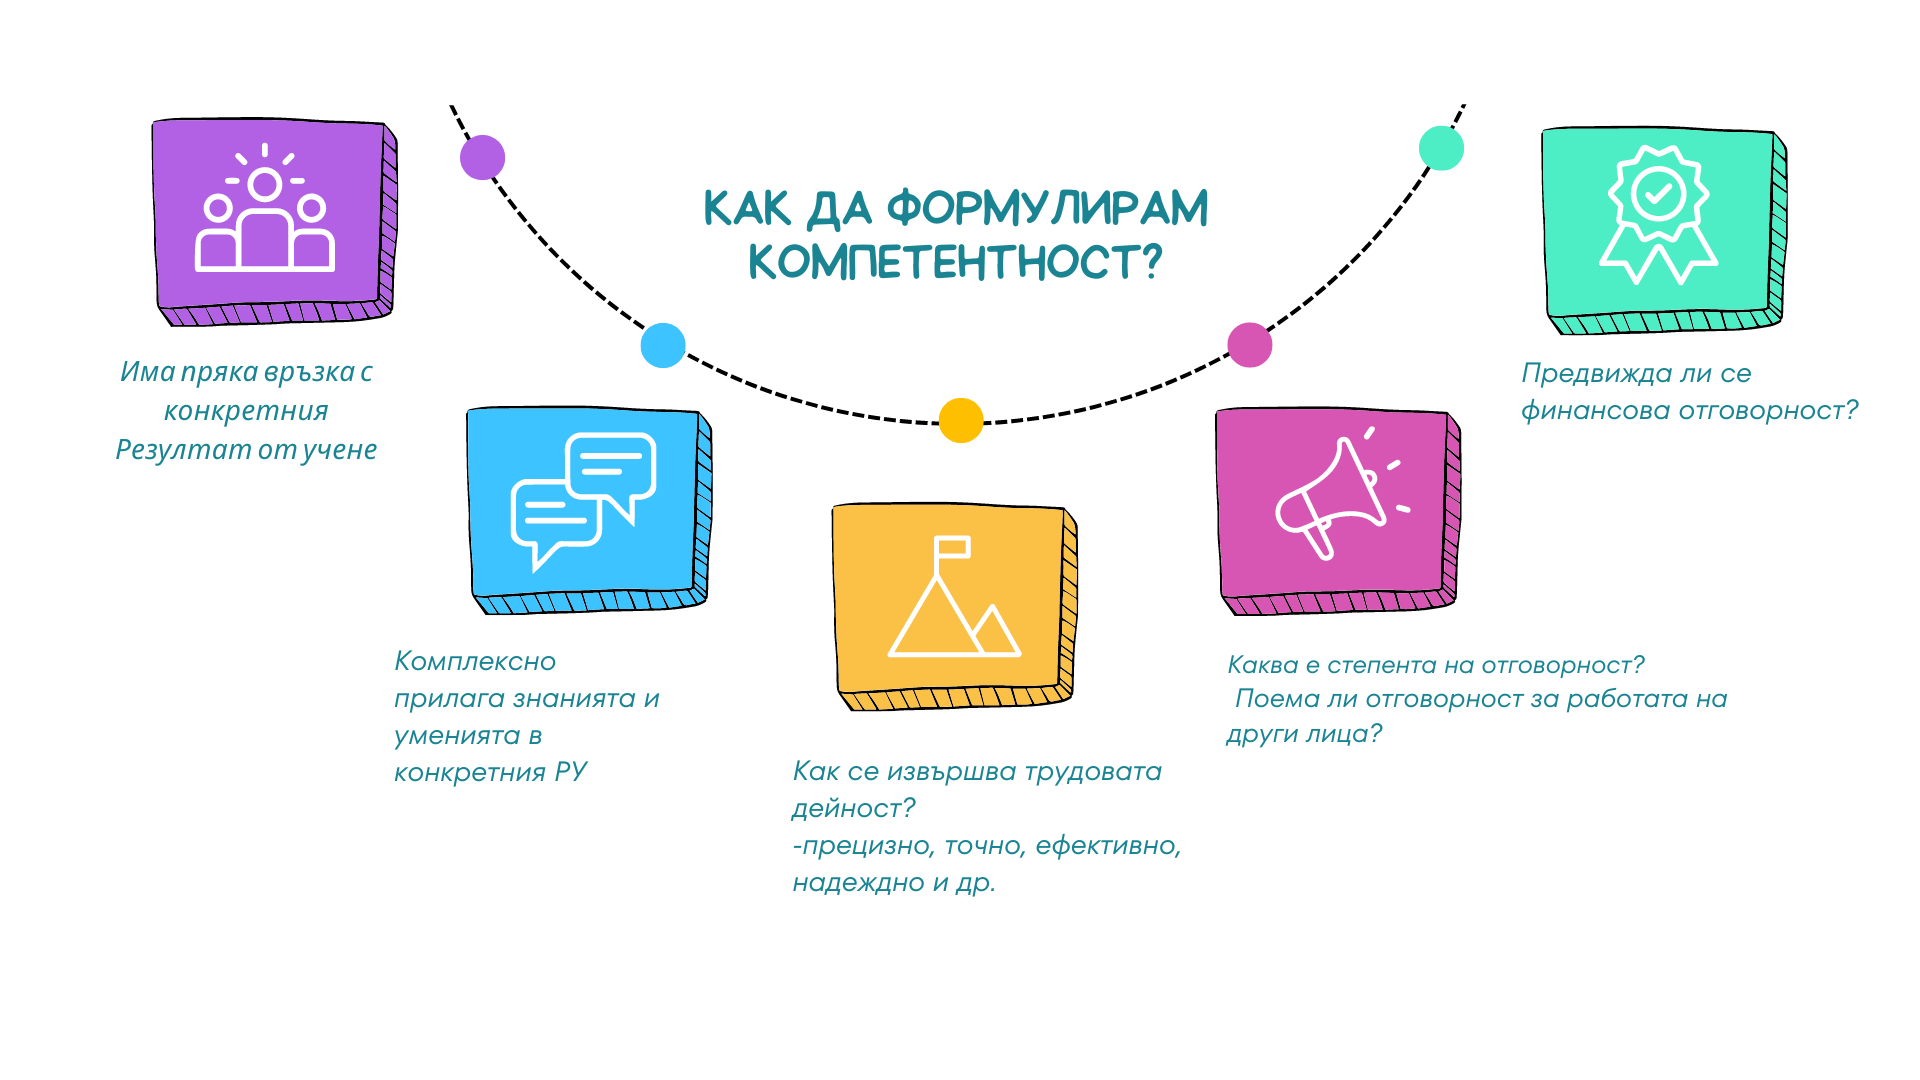 КАК ДА ФОРМУЛИРАМ
КОМПЕТЕНТНОСТ?
Има пряка връзка с
конкретния
Резултат от учене
Комплексно
прилага знанията и
уменията в
конкретния РУ
Как се извършва трудовата
дейност?
-прецизно, точно, ефективно,
надеждно и др.
Каква е степента на отговорност?
Поема ли отговорност за работата на
други лица?
Предвижда ли се
финансова отговорност?